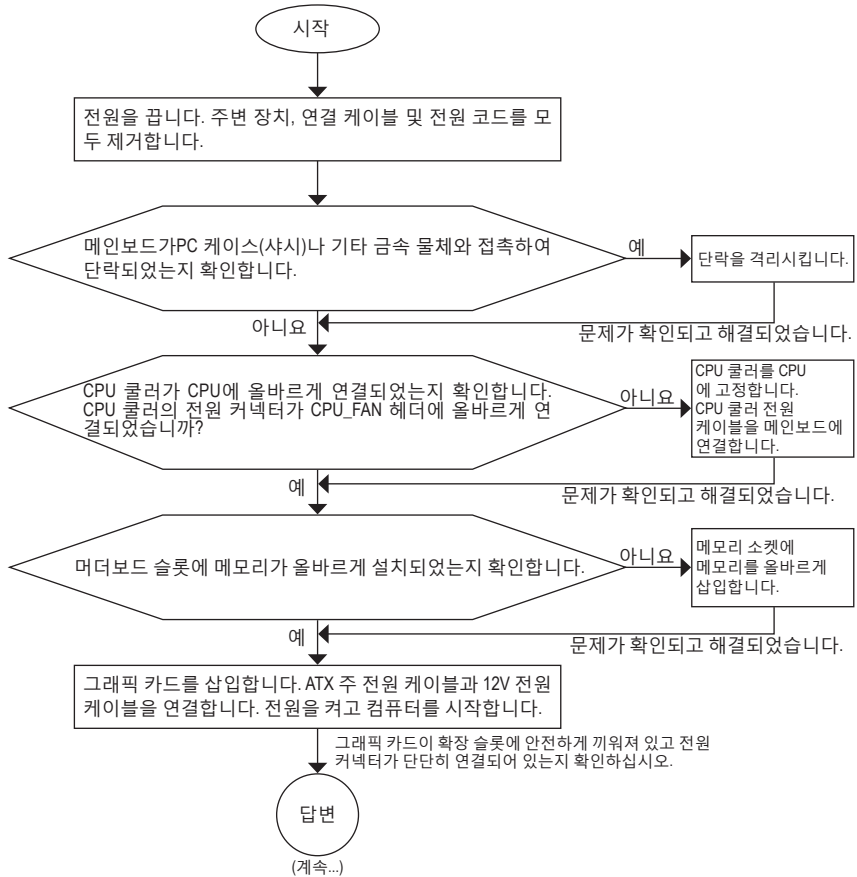 시작
전원을 끕니다. 주변 장치, 연결 케이블 및 전원 코드를 모
두 제거합니다.
메인보드가PC 케이스(샤시)나 기타 금속 물체와 접촉하여
단락되었는지 확인합니다.
예
단락을 격리시킵니다.
아니요
문제가 확인되고 해결되었습니다.
CPU 쿨러가 CPU에 올바르게 연결되었는지 확인합니다.
CPU 쿨러의 전원 커넥터가 CPU_FAN 헤더에 올바르게 연
결되었습니까?
아니요
CPU 쿨러를 CPU
에 고정합니다.
CPU 쿨러 전원
케이블을 메인보드에
연결합니다.
예
문제가 확인되고 해결되었습니다.
머더보드 슬롯에 메모리가 올바르게 설치되었는지 확인합니다.
아니요
메모리 소켓에
메모리를 올바르게
삽입합니다.
예
문제가 확인되고 해결되었습니다.
그래픽 카드를 삽입합니다. ATX 주 전원 케이블과 12V 전원
케이블을 연결합니다. 전원을 켜고 컴퓨터를 시작합니다.
그래픽 카드이 확장 슬롯에 안전하게 끼워져 있고 전원
커넥터가 단단히 연결되어 있는지 확인하십시오.
답변
(계속...)